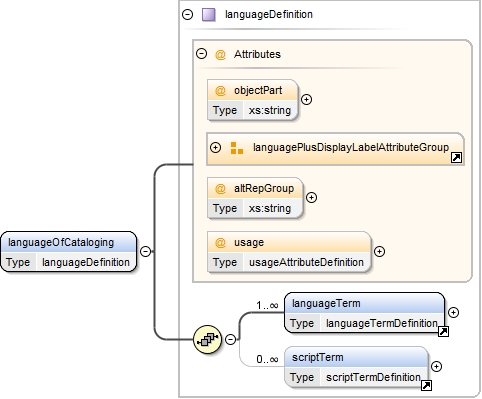 languageDefinition
@ Attributes
@ objectPart
Type xs:string
languagePlusDisplayLabelAttributeGroup
@ altRepGroup
Type xs:string
languageOfCataloging
Type languageDefinition
@ usage
Type usageAttributeDefinition
1..∞
languageTerm
Type languageTermDefinition
0..∞
scriptTerm
Type scriptTermDefinition